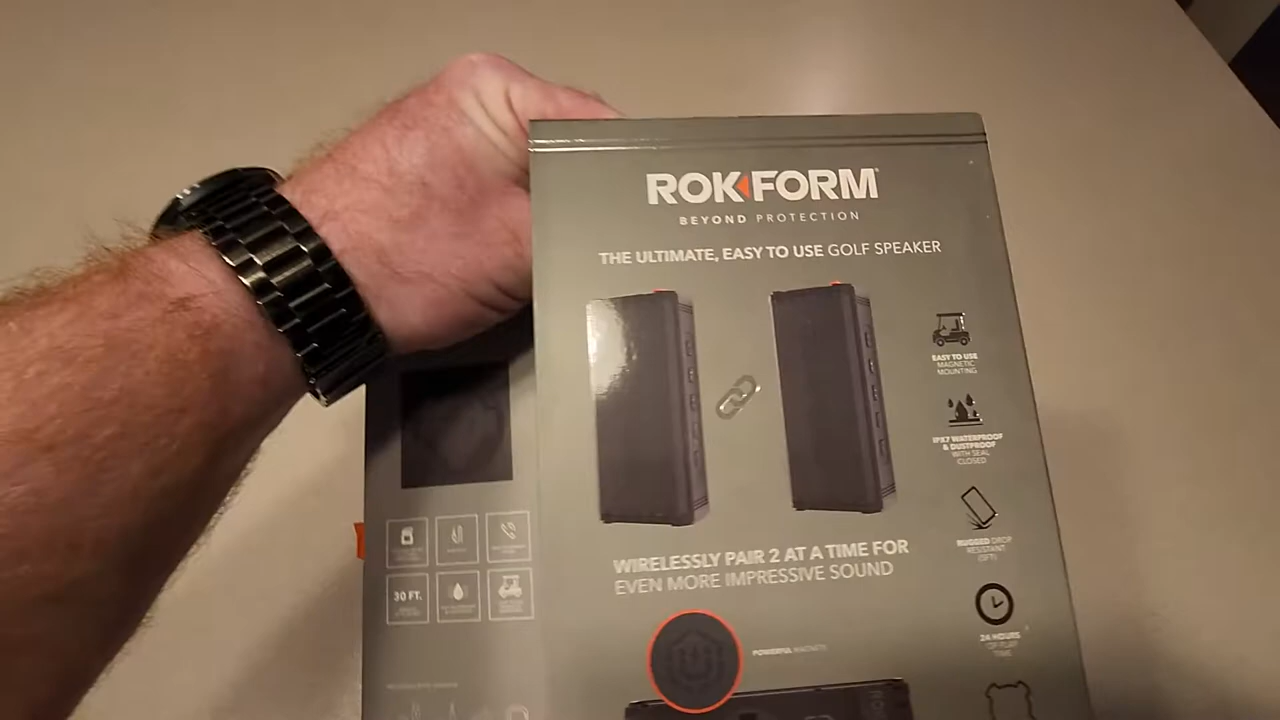 ROKFORM
BEYOND PROTECTION
THE ULTIMATE, EASY TO USE GOLF SPEAKER
EASY TO USE
MAGNETIC
MOUNTING
IPX7 WATERPROOF
& DUSTPROOF
WITH SEAL
CLOSED
RUGGED DROP
RESISTANT
WIRELESSLY PAIR 2 AT A TIME FOR
EVEN MORE IMPRESSIVE SOUND
30 FT.
24 HOURS
OF PLAY
TIME
POWERFUL MAGNETS